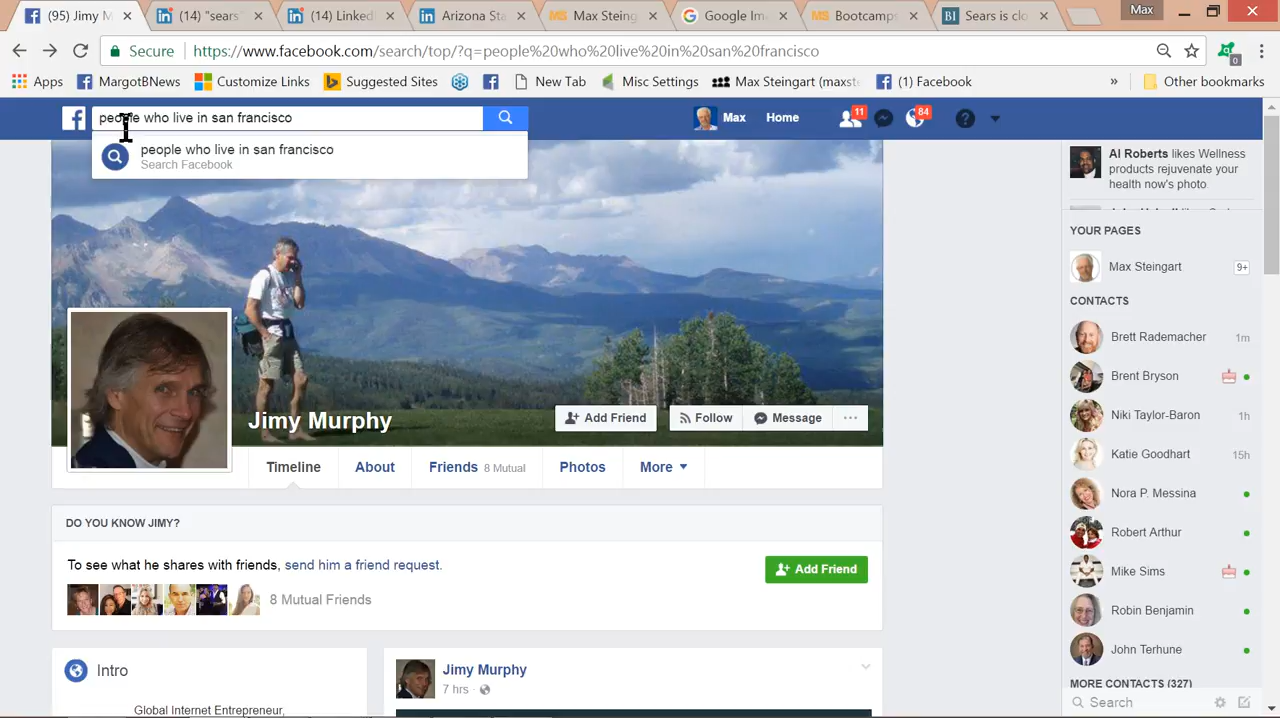 (95) Jimy M
(14) "sears"
(14) LinkedI
Arizona Sta
Max Steing
Google Im
Bootcamps
Sears is clo
Max
Secure
https://www.facebook.com/search/top/?q=people%20who%20live%20in%20san%20francisco
0
Apps
MargotBNews
Customize Links
Suggested Sites
New Tab
Misc Settings
Max Steingart (maxste
(1) Facebook
»
Other bookmarks
people who live in san francisco
Max
Home
11
84
people who live in san francisco
Search Facebook
Al Roberts likes Wellness
products rejuvenate your
health now's photo
YOUR PAGES
Max Steingart
9+
CONTACTS
Brett Rademacher 1m
Brent Bryson
Niki Taylor-Baron 1h
Katie Goodhart 15h
Nora P. Messina
Robert Arthur
Mike Sims
Robin Benjamin
John Terhune
MORE CONTACTS (327)
Search
Jimy Murphy
Add Friend
Follow
Message
Timeline
About
Friends 8 Mutual
Photos
More
DO YOU KNOW JIMY?
To see what he shares with friends, send him a friend request.
Add Friend
8 Mutual Friends
Intro
Global Internet Entrepreneur,
Jimy Murphy
7 hrs